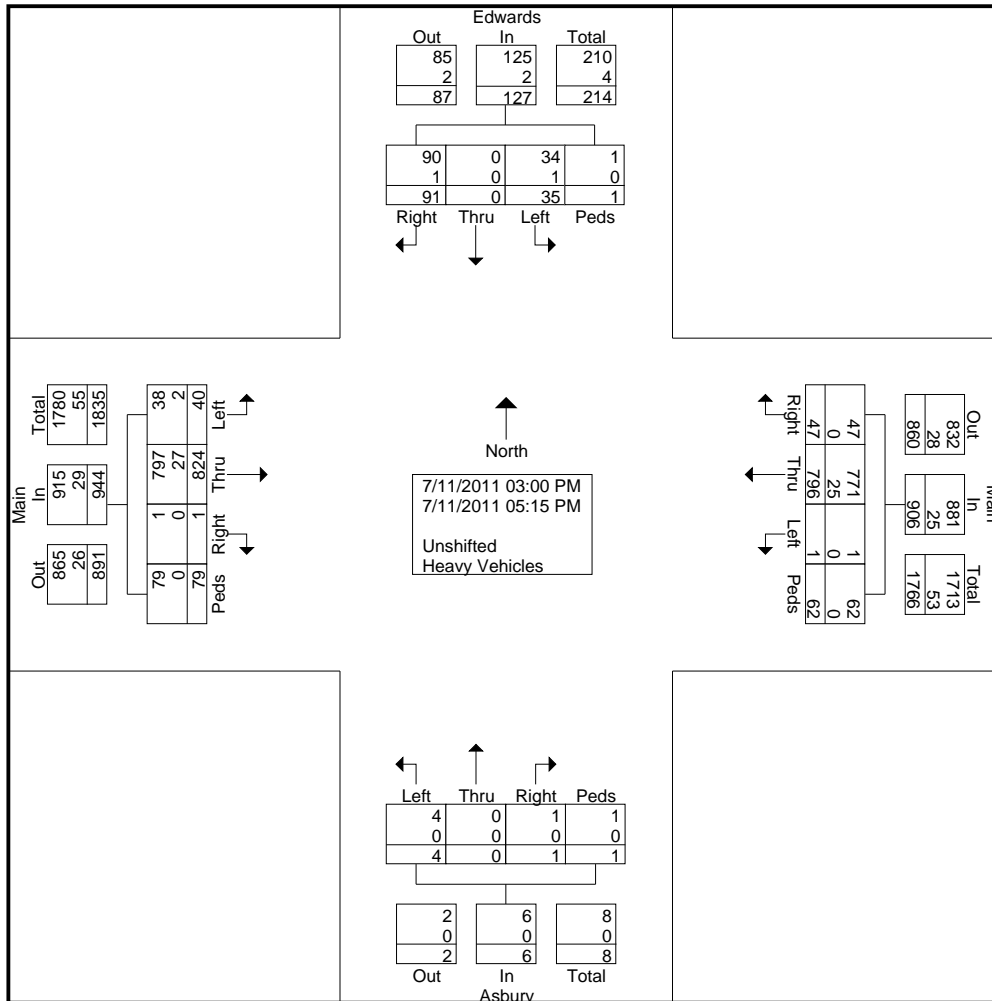 Edwards
Out In Total
85 125 210
2 2 4
87 127 214
90 0 34 1
1 0 1 0
91 0 35 1
Right Thru Left Peds
Main
Total In Out
1780 915 865
55 29 26
1835 944 891
38 797 1 79
2 27 0 0
40 824 1 79
Left Thru Right Peds
North
7/11/2011 03:00 PM
7/11/2011 05:15 PM
Unshifted
Heavy Vehicles
Main
Out In Total
832 881 1713
28 25 53
860 906 1766
47 771 1 62
0 25 0 0
47 796 1 62
Right Thru Left Peds
Left Thru Right Peds
4 0 1 1
0 0 0 0
4 0 1 1
2 6 8
0 0 0
2 6 8
Out In Total
Asbury